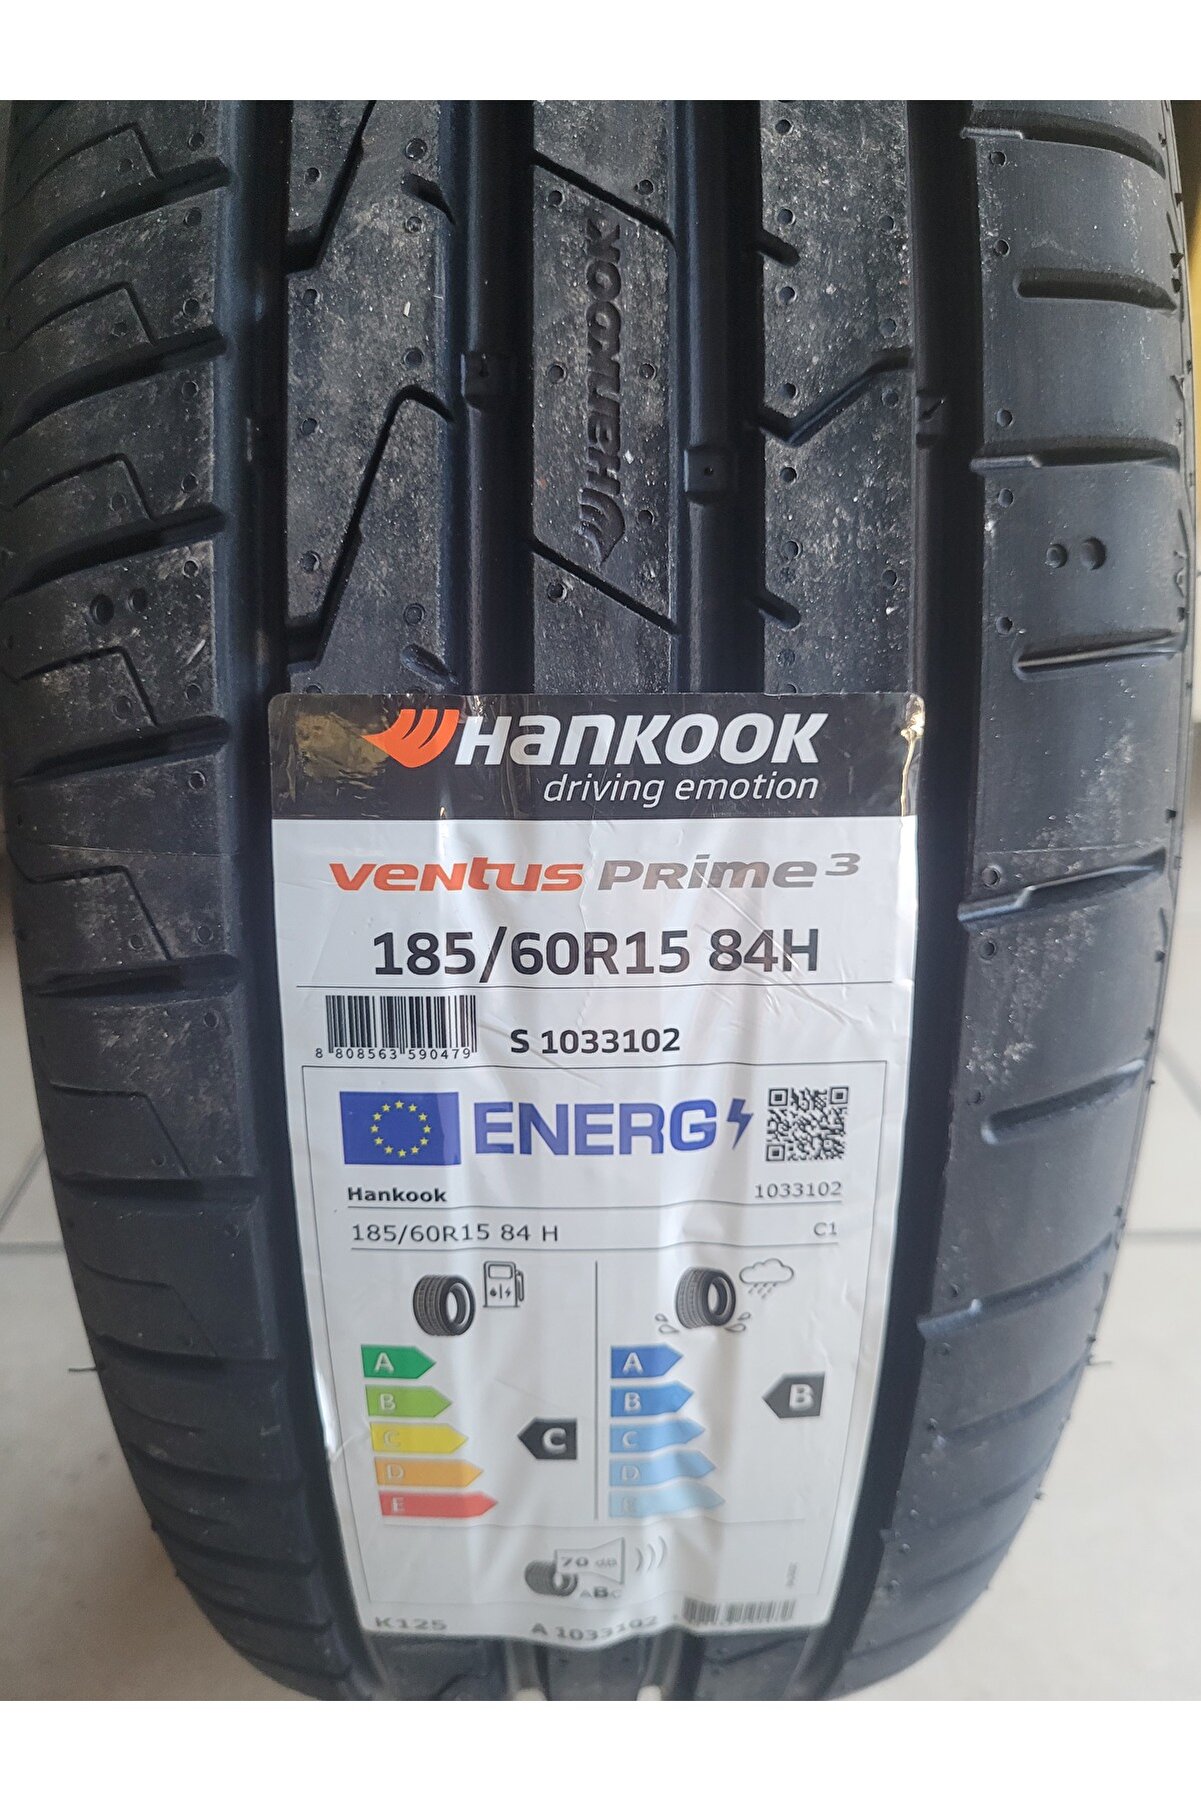 Hankook
Hankook
driving emotion
ventus Prime3
185/60R15 84H
8 808563 590479
S 1033102
ENERG
Hankook 1033102
185/60R15 84 H C1
A A
B B B
C C C
D D
E E
70 dB
ABC
K125 A 1033102